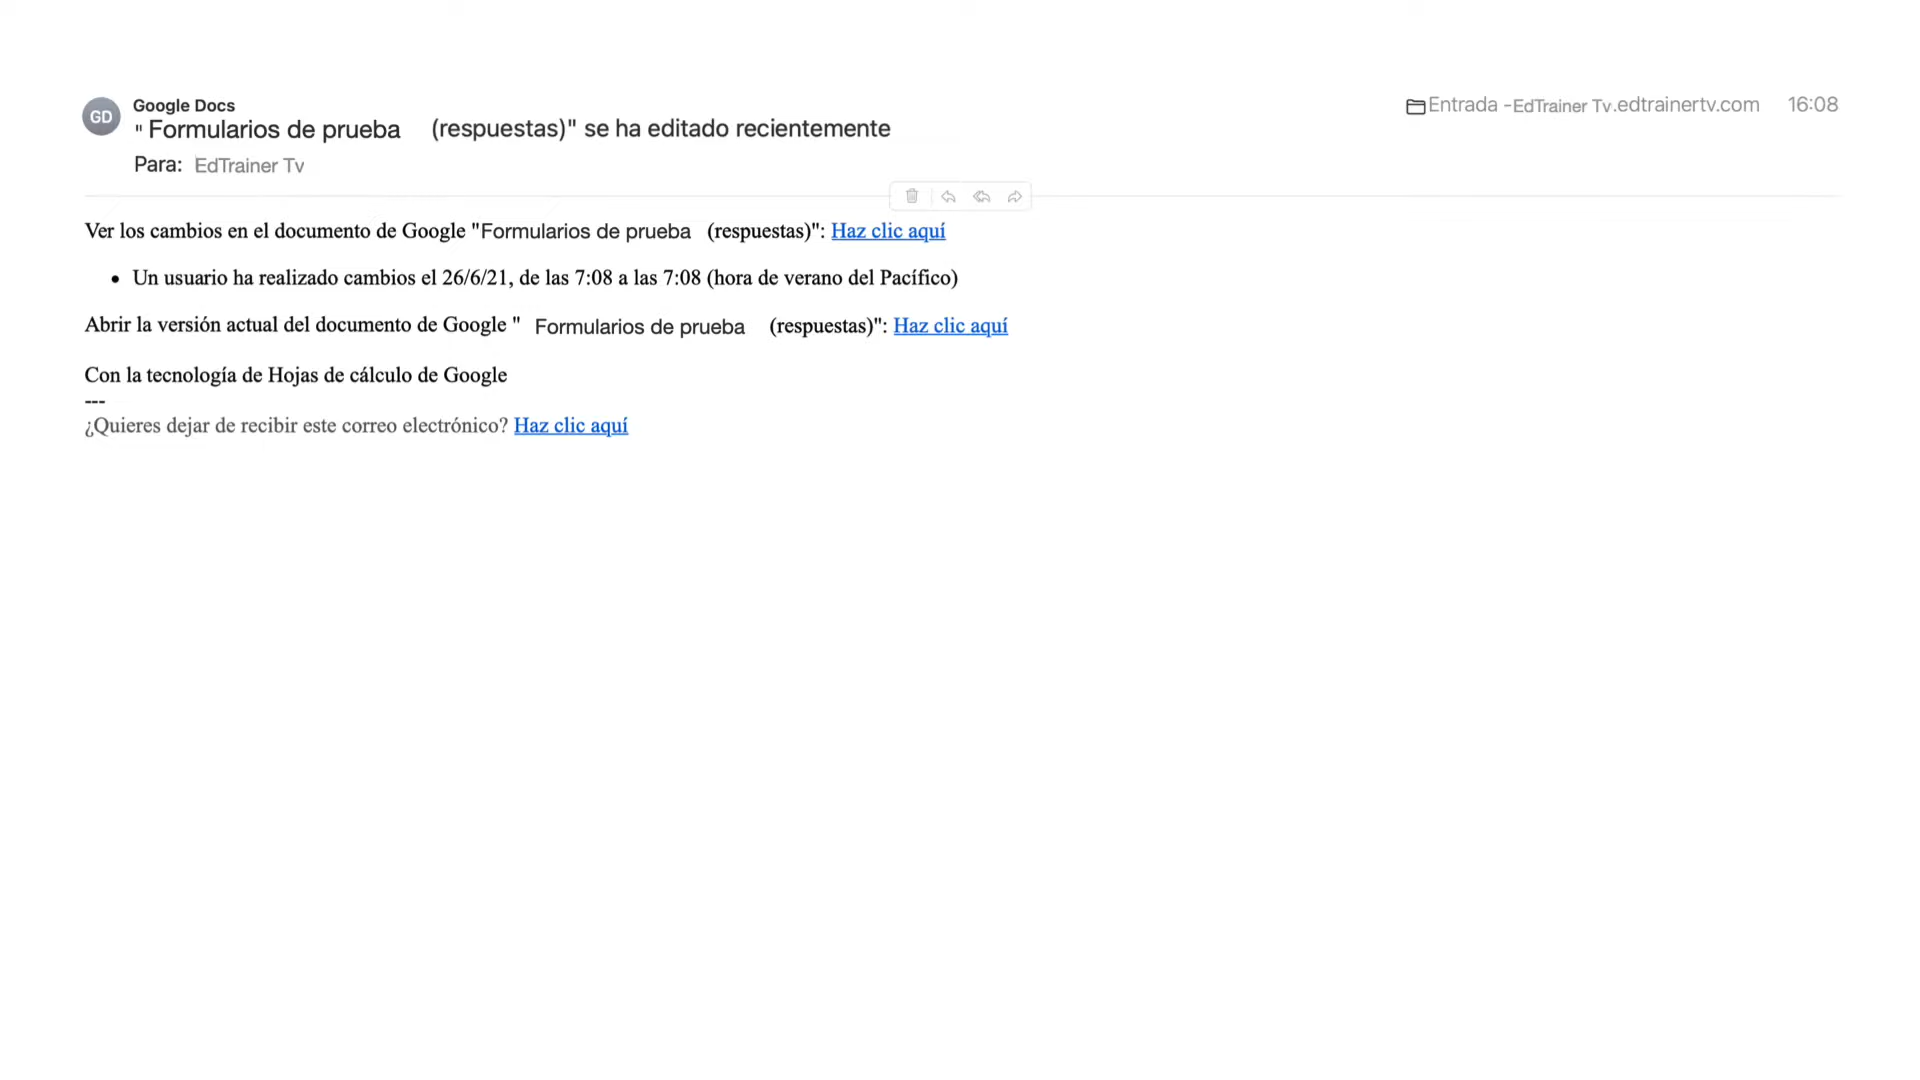 GD
Google Docs
" Formularios de prueba (respuestas)" se ha editado recientemente
Para: EdTrainer Tv
Entrada -EdTrainer Tv.edtrainertv.com 16:08
Ver los cambios en el documento de Google "Formularios de prueba (respuestas)": Haz clic aquí
• Un usuario ha realizado cambios el 26/6/21, de las 7:08 a las 7:08 (hora de verano del Pacífico)
Abrir la versión actual del documento de Google " Formularios de prueba (respuestas)": Haz clic aquí
Con la tecnología de Hojas de cálculo de Google
---
¿Quieres dejar de recibir este correo electrónico? Haz clic aquí